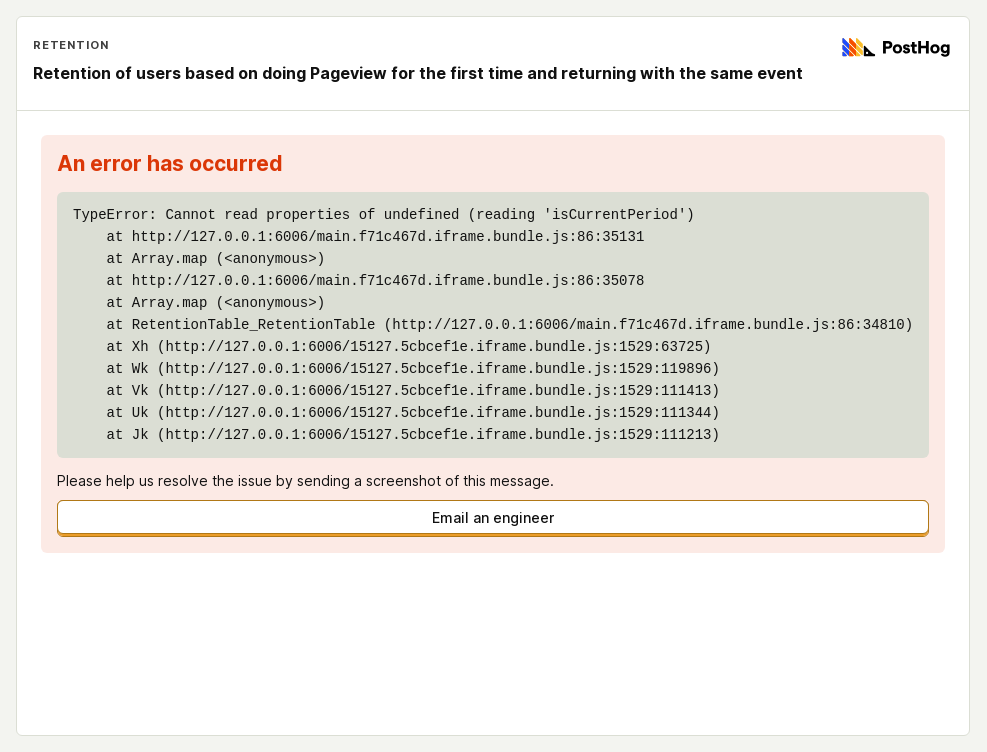 RETENTION
PostHog
Retention of users based on doing Pageview for the first time and returning with the same event
An error has occurred
TypeError: Cannot read properties of undefined (reading 'isCurrentPeriod')
    at http://127.0.0.1:6006/main.f71c467d.iframe.bundle.js:86:35131
    at Array.map (<anonymous>)
    at http://127.0.0.1:6006/main.f71c467d.iframe.bundle.js:86:35078
    at Array.map (<anonymous>)
    at RetentionTable_RetentionTable (http://127.0.0.1:6006/main.f71c467d.iframe.bundle.js:86:34810)
    at Xh (http://127.0.0.1:6006/15127.5cbcef1e.iframe.bundle.js:1529:63725)
    at Wk (http://127.0.0.1:6006/15127.5cbcef1e.iframe.bundle.js:1529:119896)
    at Vk (http://127.0.0.1:6006/15127.5cbcef1e.iframe.bundle.js:1529:111413)
    at Uk (http://127.0.0.1:6006/15127.5cbcef1e.iframe.bundle.js:1529:111344)
    at Jk (http://127.0.0.1:6006/15127.5cbcef1e.iframe.bundle.js:1529:111213)
Please help us resolve the issue by sending a screenshot of this message.
Email an engineer